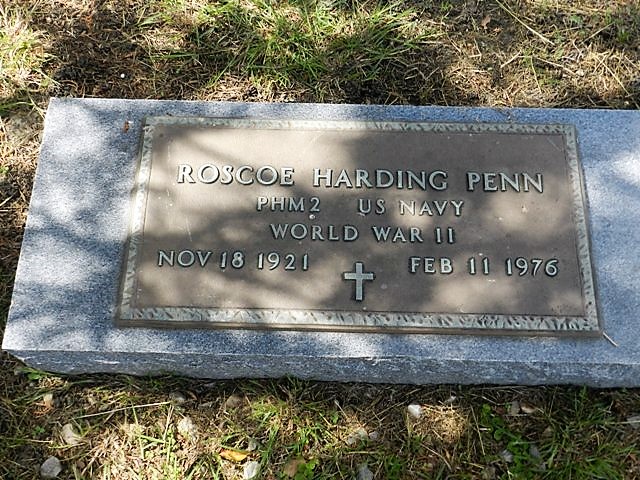 ROSCOE HARDING PENN
PHM2 US NAVY
WORLD WAR II
NOV 18 1921 FEB 11 1976